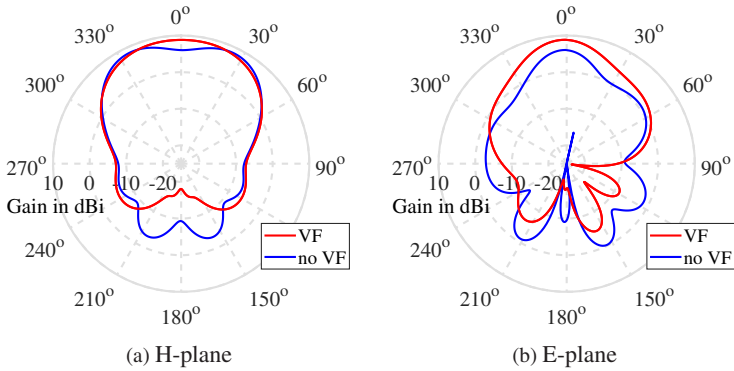 0º
330º
30º
300º
60º
270º
90º
10 0 -10 -20
Gain in dBi
240º
VF
no VF
210º
150º
180º
(a) H-plane
0º
330º
30º
300º
60º
270º
90º
10 0 -10 -20
Gain in dBi
240º
VF
no VF
210º
150º
180º
(b) E-plane